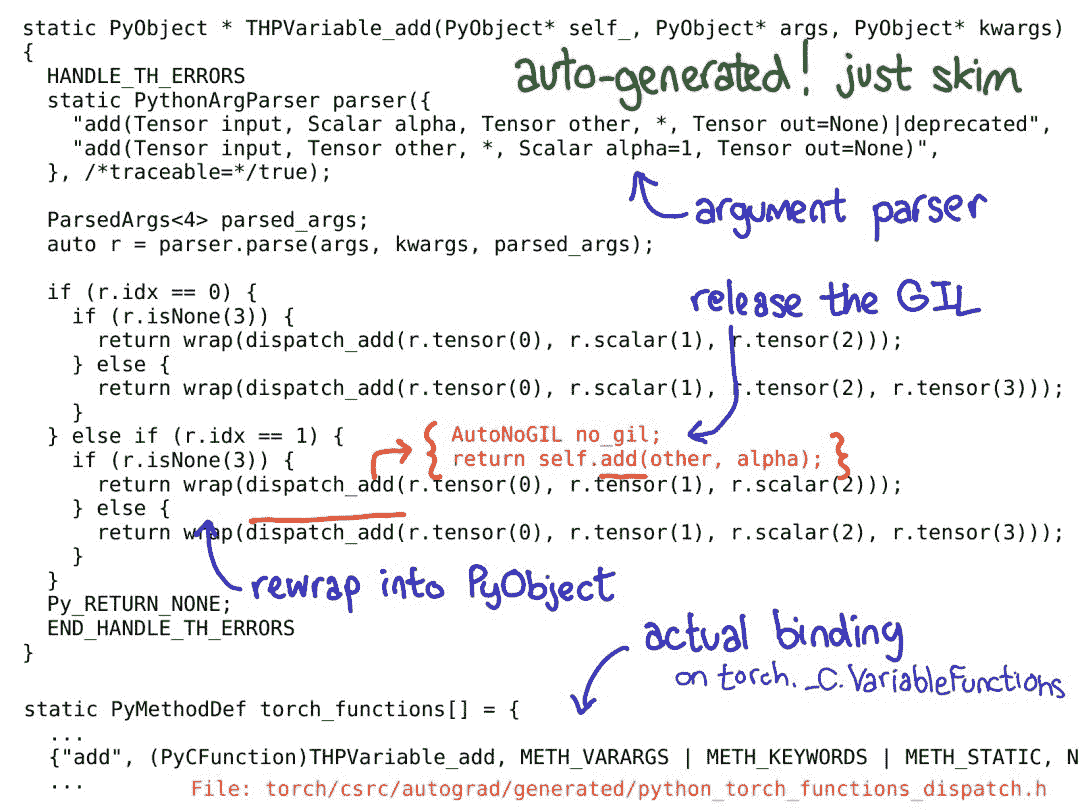 static PyObject * THPVariable_add(PyObject* self_, PyObject* args, PyObject* kwargs)
{
HANDLE_TH_ERRORS
auto-generated! just skim
static PythonArgParser parser({
"add(Tensor input, Scalar alpha, Tensor other, *, Tensor out=None)|deprecated",
"add(Tensor input, Tensor other, *, Scalar alpha=1, Tensor out=None)",
}, /*traceable=*/true);
argument parser
ParsedArgs<4> parsed_args;
auto r = parser.parse(args, kwargs, parsed_args);
if (r.idx == 0) {
release the GIL
if (r.isNone(3)) {
return wrap(dispatch_add(r.tensor(0), r.scalar(1), r.tensor(2)));
} else {
return wrap(dispatch_add(r.tensor(0), r.scalar(1), r.tensor(2), r.tensor(3)));
}
} else if (r.idx == 1) {
{ AutoNoGIL no_gil;
return self.add(other, alpha); }
if (r.isNone(3)) {
return wrap(dispatch_add(r.tensor(0), r.tensor(1), r.scalar(2)));
} else {
return wrap(dispatch_add(r.tensor(0), r.tensor(1), r.scalar(2), r.tensor(3)));
}
}
rewrap into PyObject
Py_RETURN_NONE;
END_HANDLE_TH_ERRORS
}
actual binding
on torch._C.VariableFunctions
static PyMethodDef torch_functions[] = {
...
{"add", (PyCFunction)THPVariable_add, METH_VARARGS | METH_KEYWORDS | METH_STATIC, N
...
File: torch/csrc/autograd/generated/python_torch_functions_dispatch.h